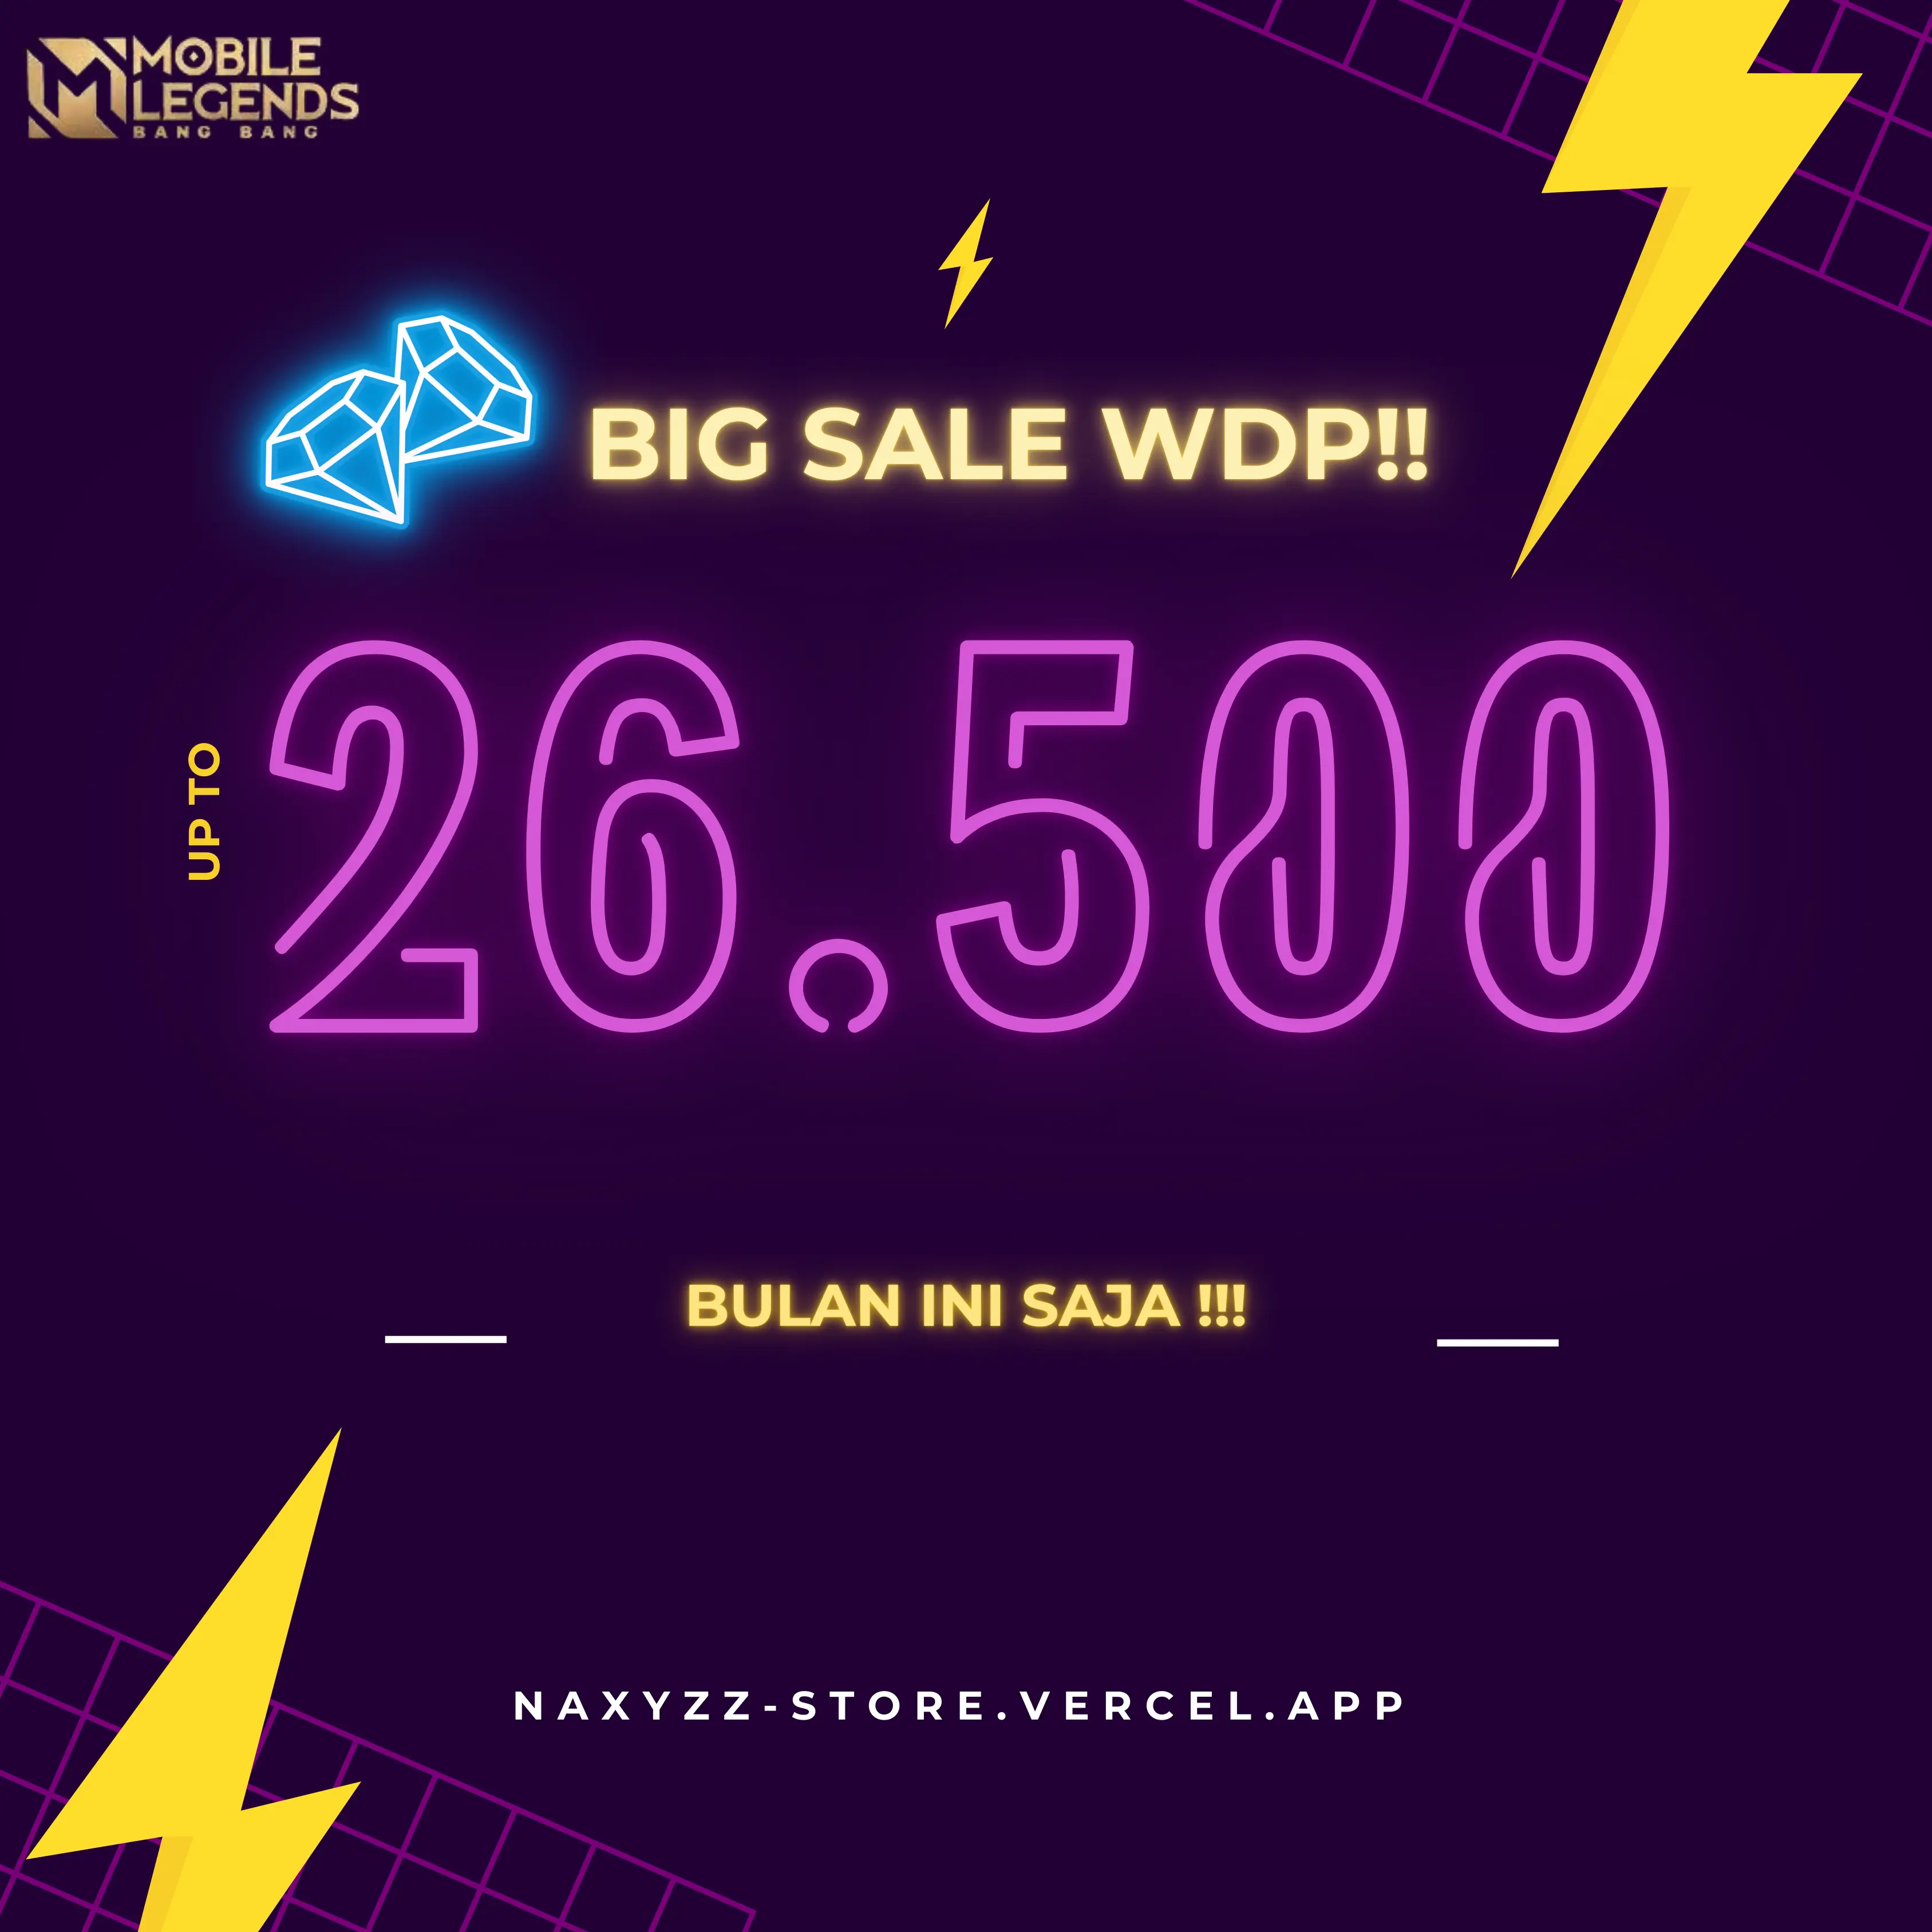 MOBILE
LEGENDS
BANG BANG
BIG SALE WDP!!
UP TO
26.500
BULAN INI SAJA !!!
NAXYZZ-STORE.VERCEL.APP